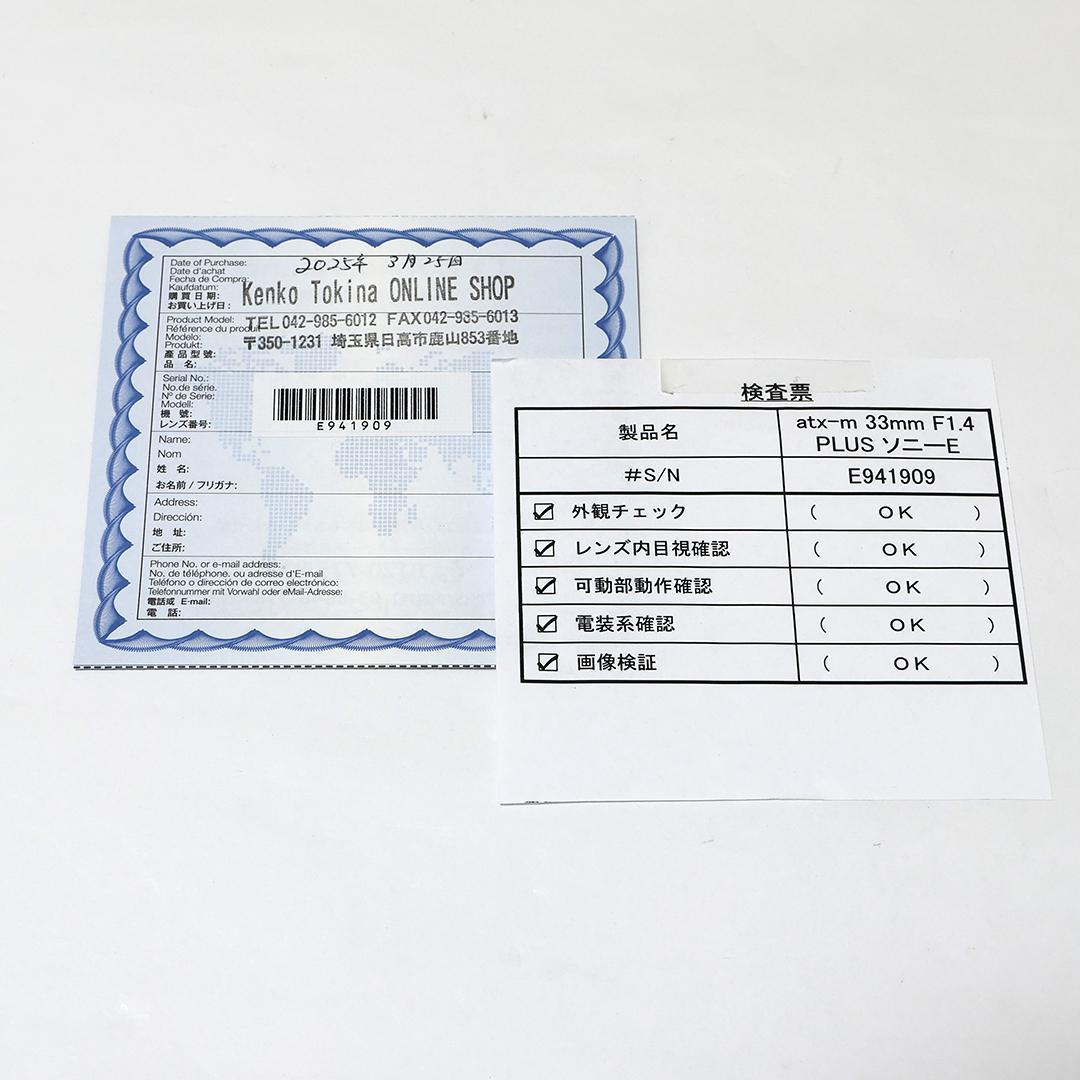 Date of Purchase:
Date d'achat
Fecha de Compra:
Kaufdatum:
購買日期:
お買い上げ日:
2025年 3月25日
Kenko Tokina ONLINE SHOP
TEL042-985-6012 FAX042-985-6013
〒350-1231 埼玉県日高市鹿山853番地
Product Model:
Référence du produit
Modelo:
Produkt:
產品型號:
品名:
Serial No.:
No.de série.
Nº de Serie:
Modell:
機號:
レンズ番号:
E941909
Name:
Nom
姓名:
お名前/フリガナ:
Address:
Dirección:
地址:
ご住所:
Phone No. or e-mail address:
No. de téléphone. ou adresse d'E-mail
Teléfono o dirección de correo electrónico:
Telefonnummer mit Vorwahl oder eMail-Adresse:
電話或 E-mail:
電話:
検査票
製品名 atx-m 33mm F1.4
PLUS ソニーE
#S/N E941909
☑ 外観チェック ( OK )
☑ レンズ内目視確認 ( OK )
☑ 可動部動作確認 ( OK )
☑ 電装系確認 ( OK )
☑ 画像検証 ( OK )